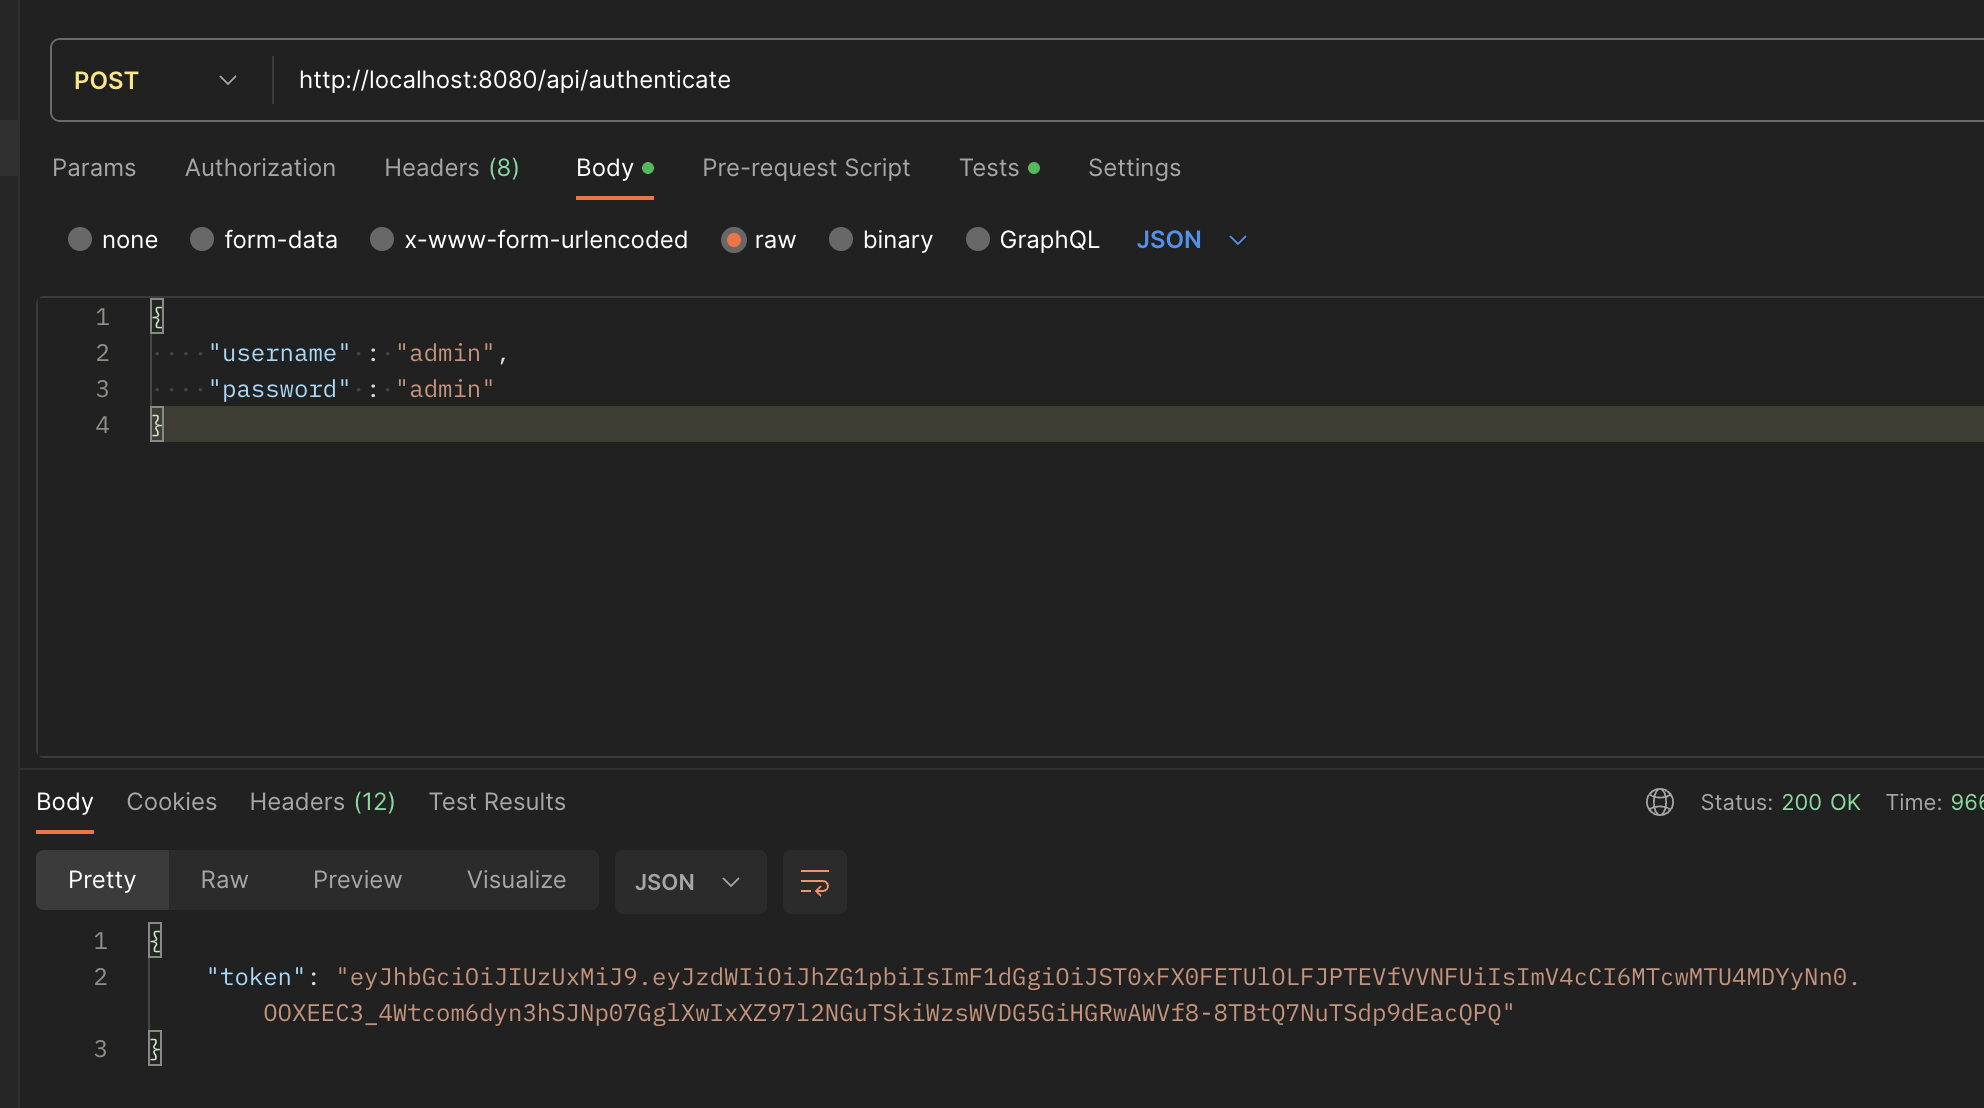 POST http://localhost:8080/api/authenticate
Params Authorization Headers (8) Body Pre-request Script Tests Settings
none form-data x-www-form-urlencoded raw binary GraphQL JSON
1 {
2 "username" : "admin",
3 "password" : "admin"
4 }
Body Cookies Headers (12) Test Results Status: 200 OK Time: 966
Pretty Raw Preview Visualize JSON
1 {
2 "token": "eyJhbGciOiJIUzUxMiJ9.eyJzdWIiOiJhZG1pbiIsImF1dGgiOiJST0xFX0FETUlOLFJPTEVfVVNFUiIsImV4cCI6MTcwMTU4MDYyNn0.
OOXEEC3_4Wtcom6dyn3hSJNp07GglXwIxXZ97l2NGuTSkiWzsWVDG5GiHGRwAWVf8-8TBtQ7NuTSdp9dEacQPQ"
3 }